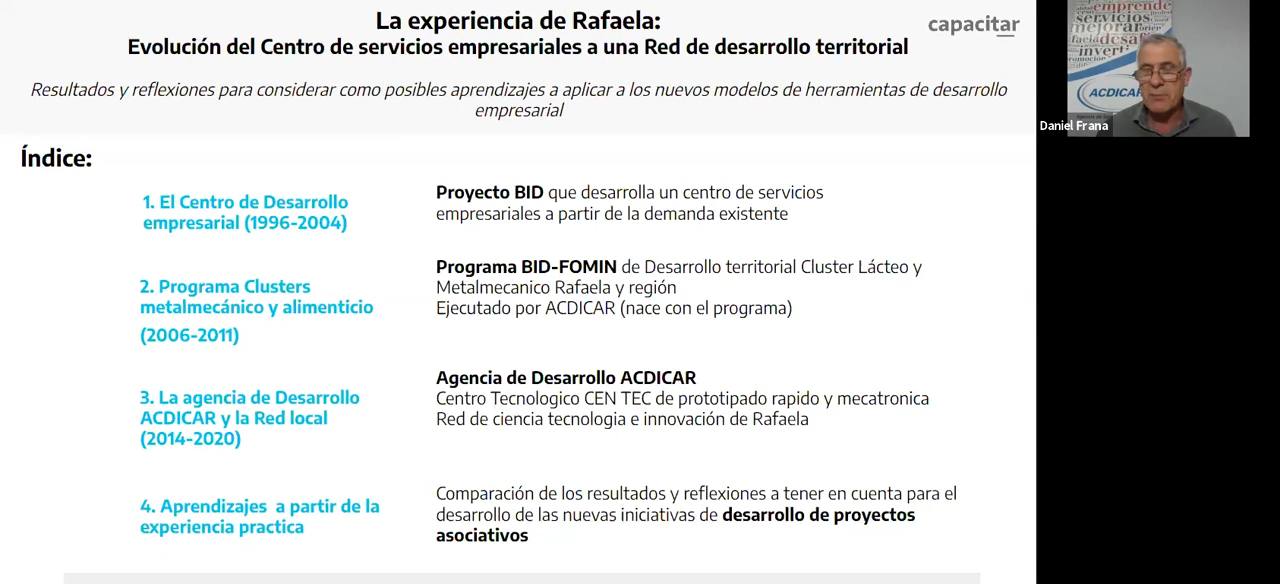 La experiencia de Rafaela:
Evolución del Centro de servicios empresariales a una Red de desarrollo territorial
capacitar
Resultados y reflexiones para considerar como posibles aprendizajes a aplicar a los nuevos modelos de herramientas de desarrollo
empresarial
Índice:
1. El Centro de Desarrollo
empresarial (1996-2004)
Proyecto BID que desarrolla un centro de servicios
empresariales a partir de la demanda existente
2. Programa Clusters
metalmecánico y alimenticio
(2006-2011)
Programa BID-FOMIN de Desarrollo territorial Cluster Lácteo y
Metalmecanico Rafaela y región
Ejecutado por ACDICAR (nace con el programa)
3. La agencia de Desarrollo
ACDICAR y la Red local
(2014-2020)
Agencia de Desarrollo ACDICAR
Centro Tecnologico CEN TEC de prototipado rapido y mecatronica
Red de ciencia tecnologia e innovación de Rafaela
4. Aprendizajes a partir de la
experiencia practica
Comparación de los resultados y reflexiones a tener en cuenta para el
desarrollo de las nuevas iniciativas de desarrollo de proyectos
asociativos
emprende
servicios
mejorar
invert
ACDICAR
Daniel Frana